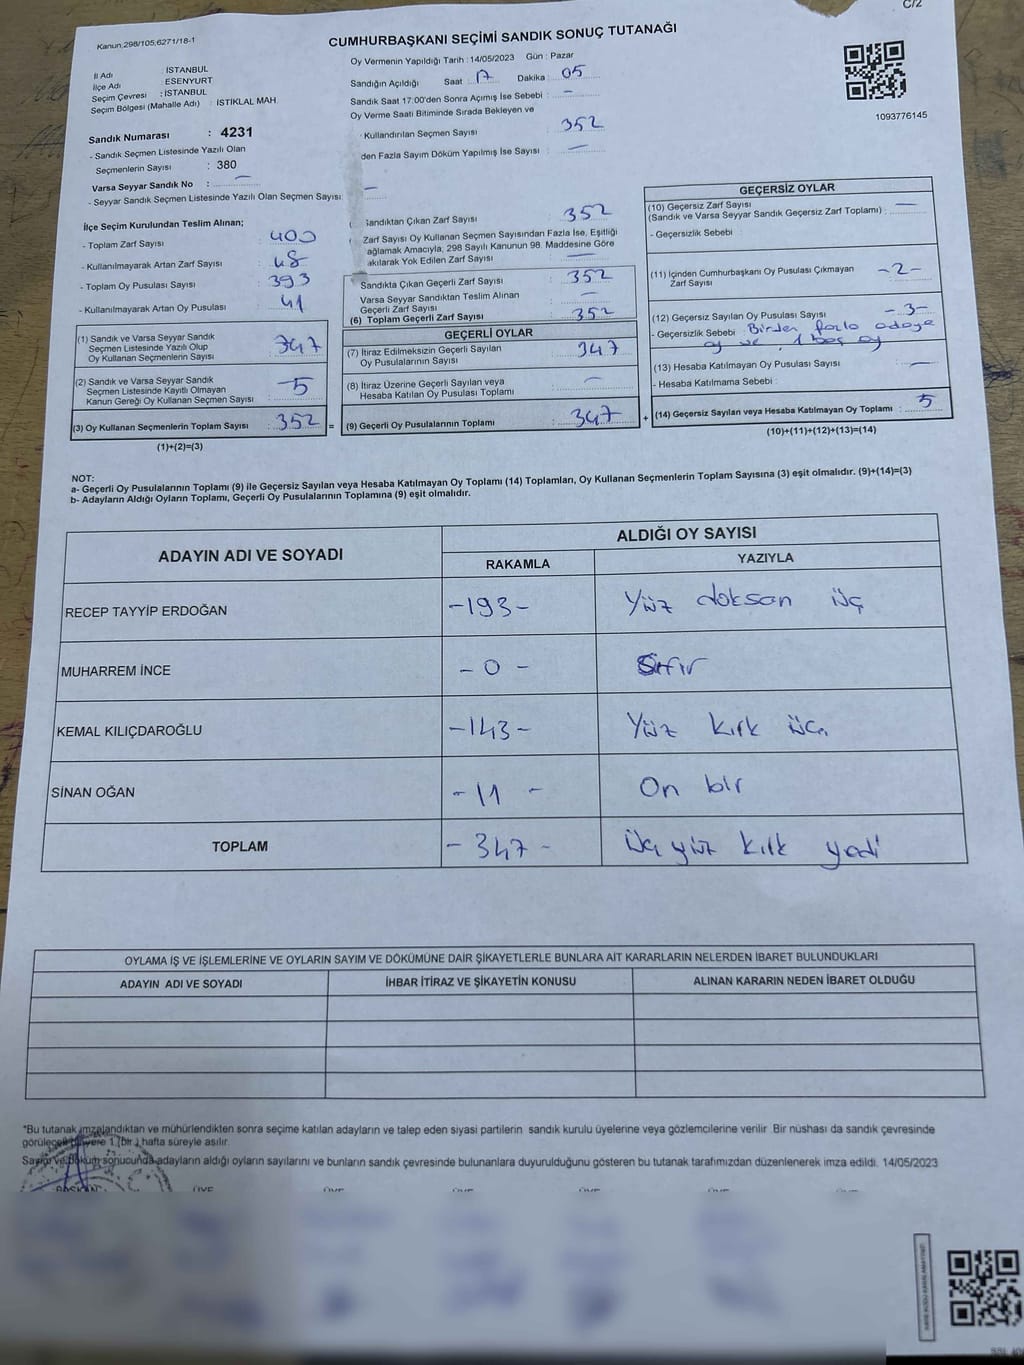 C/2
Kanun;298/105,6271/18-1
CUMHURBAŞKANI SEÇİMİ SANDIK SONUÇ TUTANAĞI
İl Adı : İSTANBUL
İlçe Adı : ESENYURT
Seçim Çevresi : İSTANBUL
Seçim Bölgesi (Mahalle Adı) : İSTİKLAL MAH.
Sandık Numarası : 4231
- Sandık Seçmen Listesinde Yazılı Olan
Seçmenlerin Sayısı : 380
Varsa Seyyar Sandık No : —
- Seyyar Sandık Seçmen Listesinde Yazılı Olan Seçmen Sayısı: —
Oy Vermenin Yapıldığı Tarih : 14/05/2023 Gün : Pazar
Sandığın Açıldığı Saat : 17 Dakika : 05
Sandık Saat 17:00'den Sonra Açımış İse Sebebi : —
Oy Verme Saati Bitiminde Sırada Bekleyen ve
Kullandırılan Seçmen Sayısı : 352
den Fazla Sayım Döküm Yapılmış İse Sayısı : —
1093776145
İlçe Seçim Kurulundan Teslim Alınan;
- Toplam Zarf Sayısı : 400
- Kullanılmayarak Artan Zarf Sayısı : 48
- Toplam Oy Pusulası Sayısı : 393
- Kullanılmayarak Artan Oy Pusulası : 41
(1) Sandık ve Varsa Seyyar Sandık
Seçmen Listesinde Yazılı Olup
Oy Kullanan Seçmenlerin Sayısı : 347
(2) Sandık ve Varsa Seyyar Sandık
Seçmen Listesinde Kayıtlı Olmayan
Kanun Gereği Oy Kullanan Seçmen Sayısı : 5
(3) Oy Kullanan Seçmenlerin Toplam Sayısı : 352 =
(1)+(2)=(3)
andıktan Çıkan Zarf Sayısı : 352
Zarf Sayısı Oy Kullanan Seçmen Sayısından Fazla İse, Eşitliği
ağlamak Amacıyla, 298 Sayılı Kanunun 98. Maddesine Göre
akılarak Yok Edilen Zarf Sayısı : —
Sandıkta Çıkan Geçerli Zarf Sayısı : 352
Varsa Seyyar Sandıktan Teslim Alınan
Geçerli Zarf Sayısı : —
(6) Toplam Geçerli Zarf Sayısı : 352
GEÇERLİ OYLAR
(7) İtiraz Edilmeksizin Geçerli Sayılan
Oy Pusulalarının Sayısı : 347
(8) İtiraz Üzerine Geçerli Sayılan veya
Hesaba Katılan Oy Pusulası Toplamı : —
(9) Geçerli Oy Pusulalarının Toplamı : 347 +
GEÇERSİZ OYLAR
(10) Geçersiz Zarf Sayısı
(Sandık ve Varsa Seyyar Sandık Geçersiz Zarf Toplamı) : —
- Geçersizlik Sebebi :
(11) İçinden Cumhurbaşkanı Oy Pusulası Çıkmayan
Zarf Sayısı : -2-
(12) Geçersiz Sayılan Oy Pusulası Sayısı : -3-
- Geçersizlik Sebebi : Birden fazla adaya
oy ve 1 boş oy
(13) Hesaba Katılmayan Oy Pusulası Sayısı : —
- Hesaba Katılmama Sebebi :
(14) Geçersiz Sayılan veya Hesaba Katılmayan Oy Toplamı : 5
(10)+(11)+(12)+(13)=(14)
NOT:
a- Geçerli Oy Pusulalarının Toplamı (9) ile Geçersiz Sayılan veya Hesaba Katılmayan Oy Toplamı (14) Toplamları, Oy Kullanan Seçmenlerin Toplam Sayısına (3) eşit olmalıdır. (9)+(14)=(3)
b- Adayların Aldığı Oyların Toplamı, Geçerli Oy Pusulalarının Toplamına (9) eşit olmalıdır.
ADAYIN ADI VE SOYADI ALDIĞI OY SAYISI
RAKAMLA YAZIYLA
RECEP TAYYİP ERDOĞAN -193- Yüz doksan üç
MUHARREM İNCE - 0 - Sıfır
KEMAL KILIÇDAROĞLU -143- Yüz kırk üç
SİNAN OĞAN - 11 - On bir
TOPLAM - 347 - Üç yüz kırk yedi
OYLAMA İŞ VE İŞLEMLERİNE VE OYLARIN SAYIM VE DÖKÜMÜNE DAİR ŞİKAYETLERLE BUNLARA AİT KARARLARIN NELERDEN İBARET BULUNDUKLARI
ADAYIN ADI VE SOYADI İHBAR İTİRAZ VE ŞİKAYETİN KONUSU ALINAN KARARIN NEDEN İBARET OLDUĞU
*Bu tutanak imzalandıktan ve mühürlendikten sonra seçime katılan adayların ve talep eden siyasi partilerin sandık kurulu üyelerine veya gözlemcilerine verilir. Bir nüshası da sandık çevresinde
görülecek bir yere 1 (bir) hafta süreyle asılır.
Sayım ve döküm sonucunda adayların aldığı oyların sayılarını ve bunların sandık çevresinde bulunanlara duyurulduğunu gösteren bu tutanak tarafımızdan düzenlenerek imza edildi. 14/05/2023
BAŞKAN ÜYE ÜYE ÜYE ÜYE ÜYE